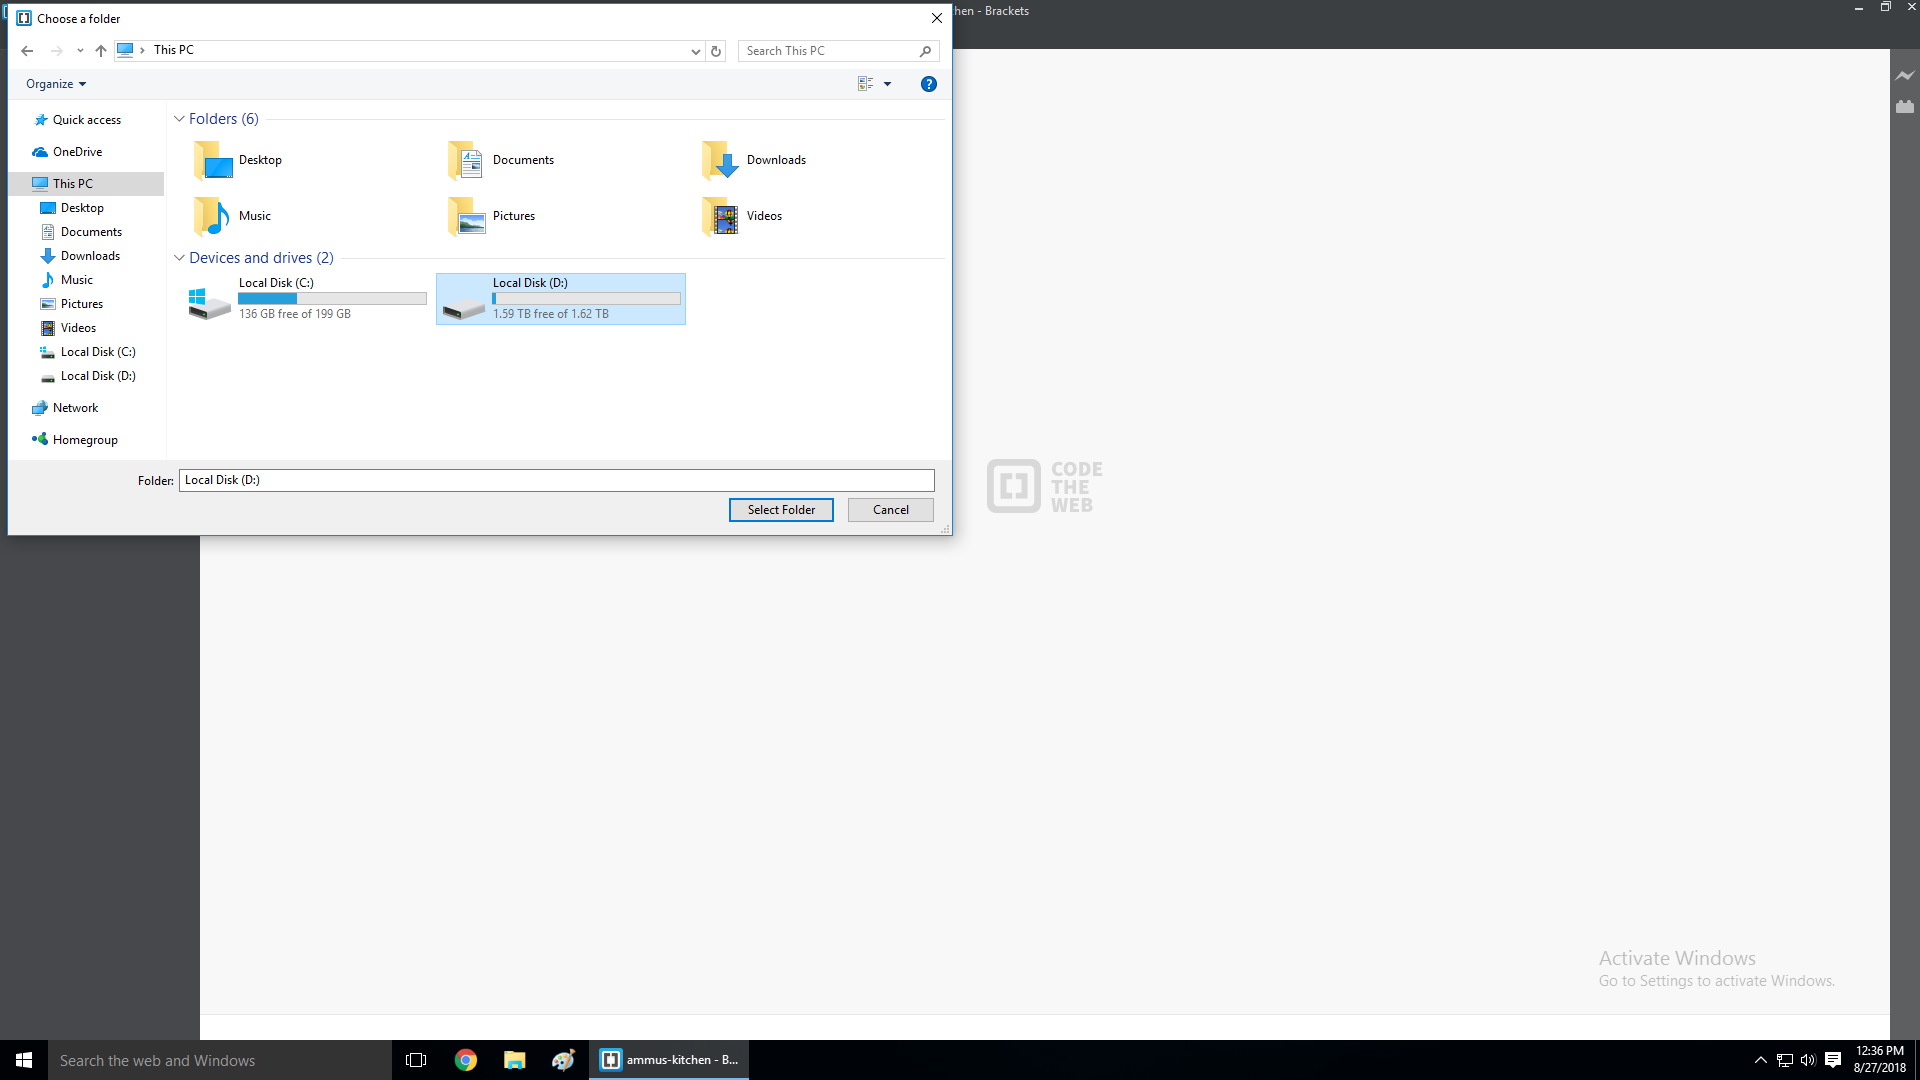 Choose a folder
hen - Brackets
This PC
Search This PC
Organize
Quick access
OneDrive
This PC
Desktop
Documents
Downloads
Music
Pictures
Videos
Local Disk (C:)
Local Disk (D:)
Network
Homegroup
Folders (6)
Desktop
Documents
Downloads
Music
Pictures
Videos
Devices and drives (2)
Local Disk (C:)
136 GB free of 199 GB
Local Disk (D:)
1.59 TB free of 1.62 TB
Folder:
Local Disk (D:)
Select Folder
Cancel
CODE
THE
WEB
Activate Windows
Go to Settings to activate Windows.
Search the web and Windows
ammus-kitchen - B...
12:36 PM
8/27/2018